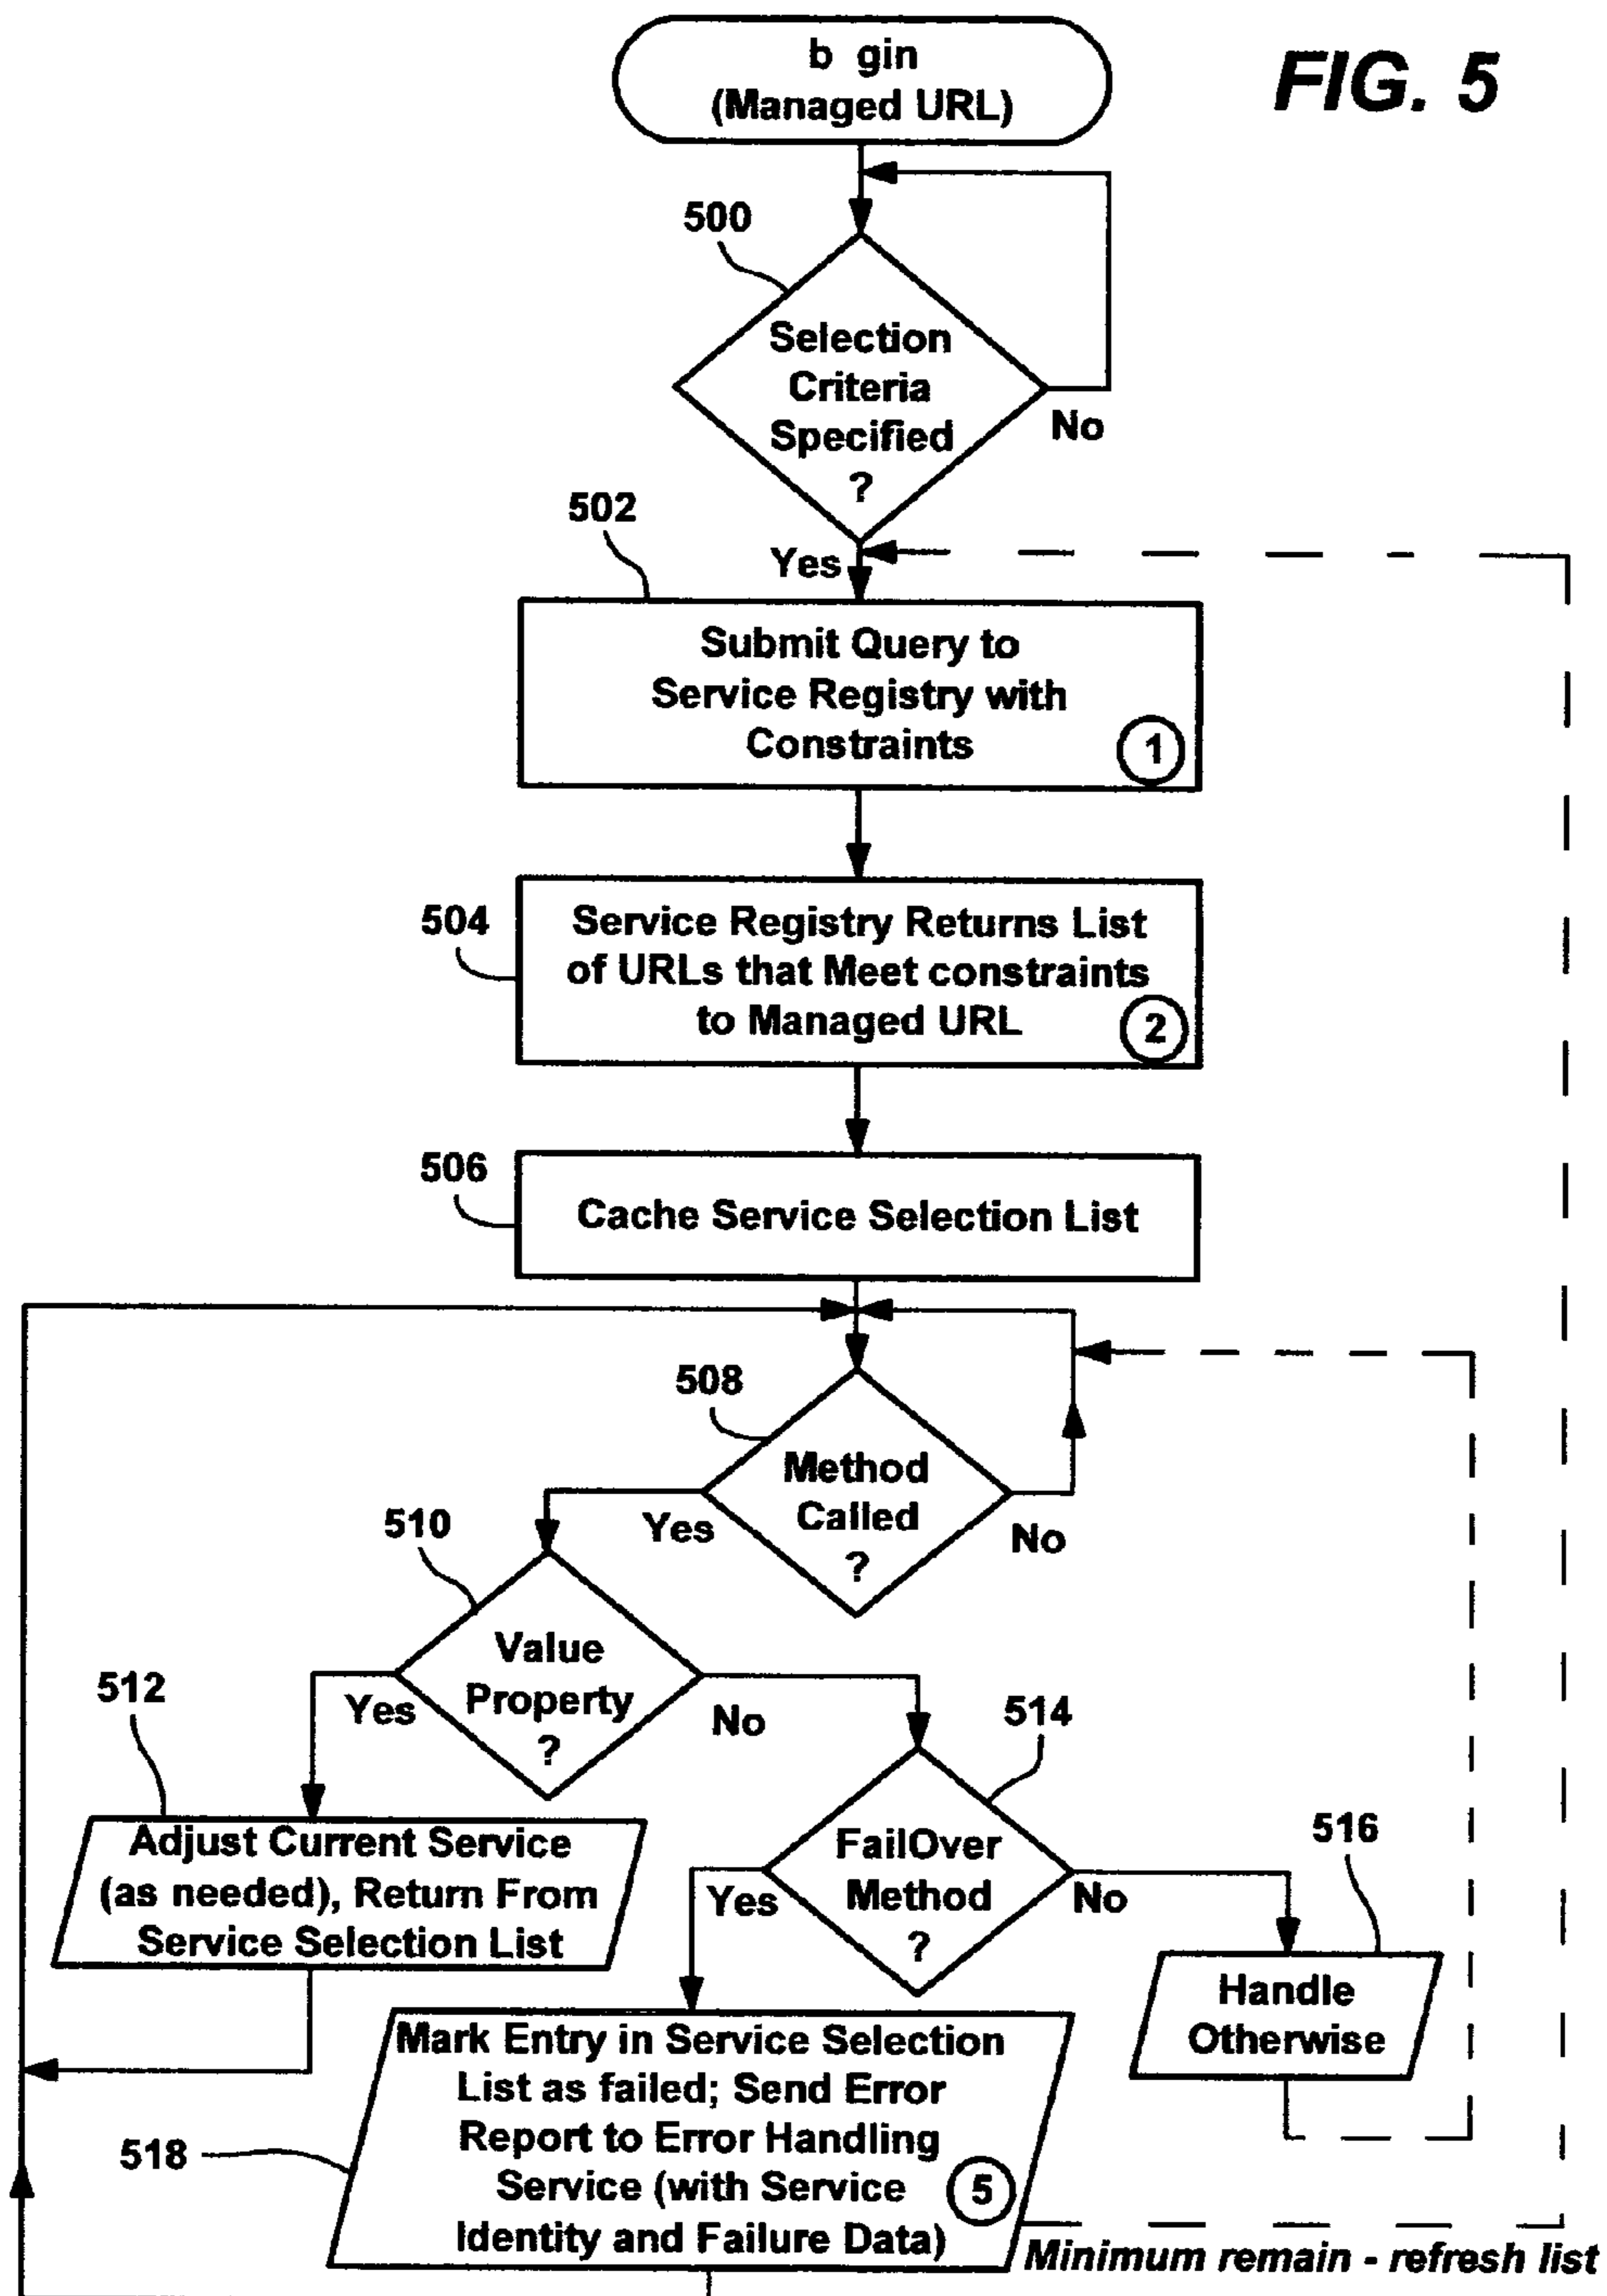 b gin
(Managed URL)
FIG. 5
500
Selection
Criteria
Specified
?
No
502
Yes
Submit Query to
Service Registry with
Constraints
1
504
Service Registry Returns List
of URLs that Meet constraints
to Managed URL
2
506
Cache Service Selection List
508
Method
Called
?
Yes
No
510
Value
Property
?
Yes
No
512
514
Adjust Current Service
(as needed), Return From
Service Selection List
FailOver
Method
?
Yes
No
516
Handle
Otherwise
518
Mark Entry in Service Selection
List as failed; Send Error
Report to Error Handling
Service (with Service
Identity and Failure Data)
5
Minimum remain - refresh list